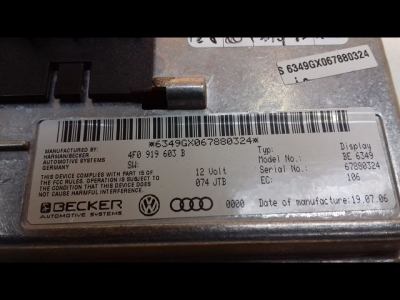 S 6349GX067880324
*6349GX067880324*
MANUFACTURED BY
HARMAN/BECKER
AUTOMOTIVE SYSTEMS
GERMANY
4F0 919 603 B
SW:
Typ: Display
Model No.: BE 6349
Serial No.: 67880324
EC: 106
THIS DEVICE COMPLIES WITH PART 15 OF
THE FCC RULES. OPERATION IS SUBJECT TO
THE CONDITION THAT THIS DEVICE DOES NOT
CAUSE HARMFUL INTERFERENCE
12 Volt
074 JTB
BECKER
AUTOMOTIVE SYSTEMS
0000 Date of manufacture: 19.07.06